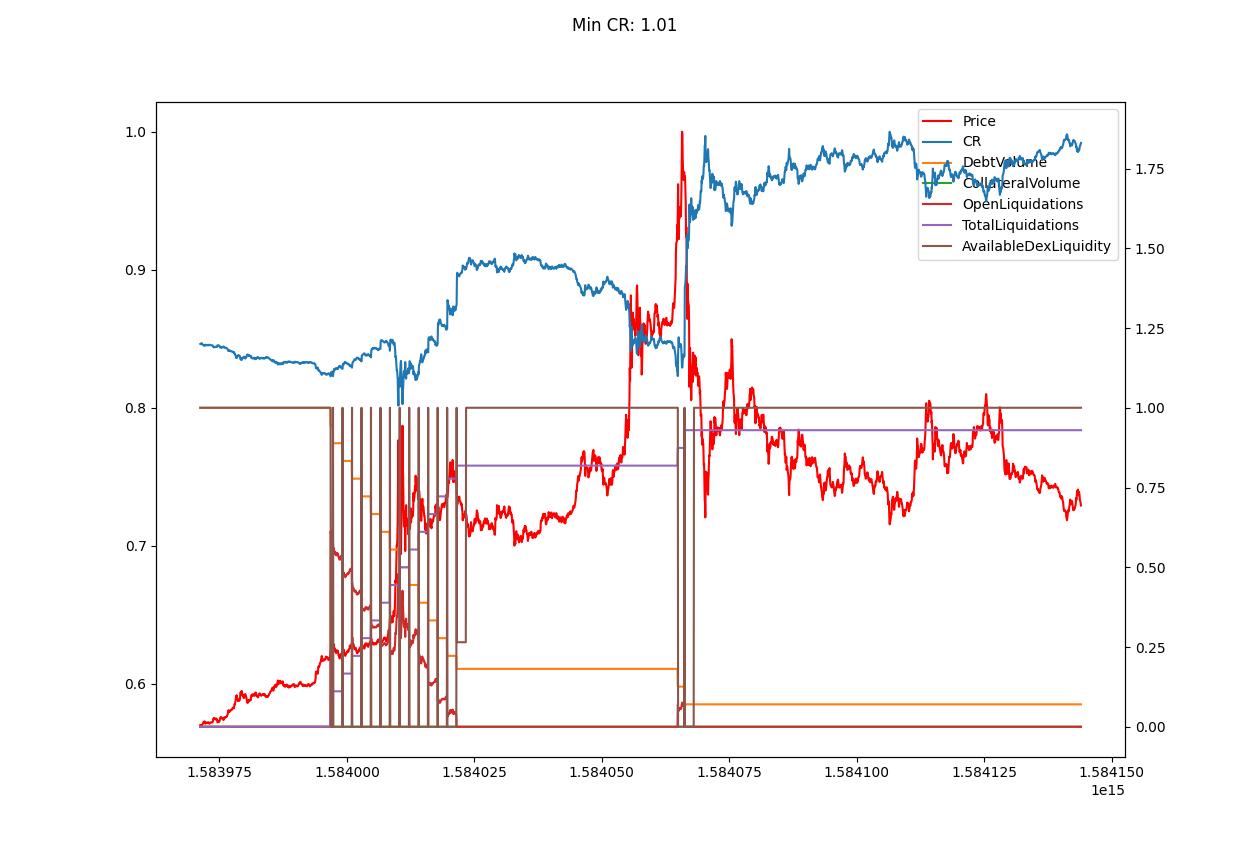 Min CR: 1.01
1.0
0.9
0.8
0.7
0.6
Price
CR
DebtVolume
CollateralVolume
OpenLiquidations
TotalLiquidations
AvailableDexLiquidity
1.75
1.50
1.25
1.00
0.75
0.50
0.25
0.00
1.583975 1.584000 1.584025 1.584050 1.584075 1.584100 1.584125 1.584150
1e15